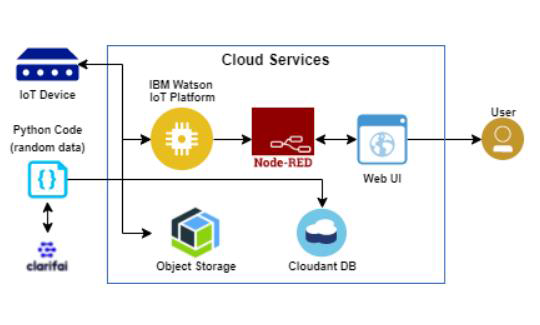 Cloud Services
IoT Device
IBM Watson
IoT Platform
Python Code
(random data)
Node-RED
Web UI
User
{}
clarifai
Object Storage
Cloudant DB